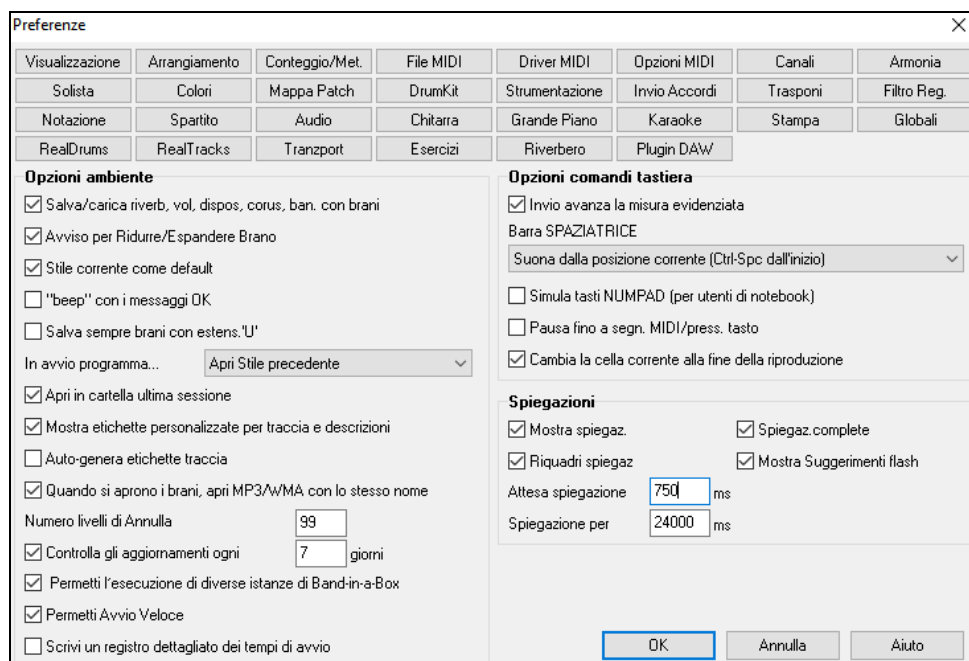 Preferenze
Visualizzazione Arrangiamento Conteggio/Met. File MIDI Driver MIDI Opzioni MIDI Canali Armonia
Solista Colori Mappa Patch DrumKit Strumentazione Invio Accordi Trasponi Filtro Reg.
Notazione Spartito Audio Chitarra Grande Piano Karaoke Stampa Globali
RealDrums RealTracks Tranzport Esercizi Riverbero Plugin DAW
Opzioni ambiente
Salva/carica riverb, vol, dispos, corus, ban. con brani
Avviso per Ridurre/Espandere Brano
Stile corrente come default
"beep" con i messaggi OK
Salva sempre brani con estens.'U'
In avvio programma... Apri Stile precedente
Apri in cartella ultima sessione
Mostra etichette personalizzate per traccia e descrizioni
Auto-genera etichette traccia
Quando si aprono i brani, apri MP3/WMA con lo stesso nome
Numero livelli di Annulla 99
Controlla gli aggiornamenti ogni 7 giorni
Permetti l'esecuzione di diverse istanze di Band-in-a-Box
Permetti Avvio Veloce
Scrivi un registro dettagliato dei tempi di avvio
Opzioni comandi tastiera
Invio avanza la misura evidenziata
Barra SPAZIATRICE
Suona dalla posizione corrente (Ctrl-Spc dall'inizio)
Simula tasti NUMPAD (per utenti di notebook)
Pausa fino a segn. MIDI/press. tasto
Cambia la cella corrente alla fine della riproduzione
Spiegazioni
Mostra spiegaz. Spiegaz.complete
Riquadri spiegaz Mostra Suggerimenti flash
Attesa spiegazione 750 ms
Spiegazione per 24000 ms
OK Annulla Aiuto